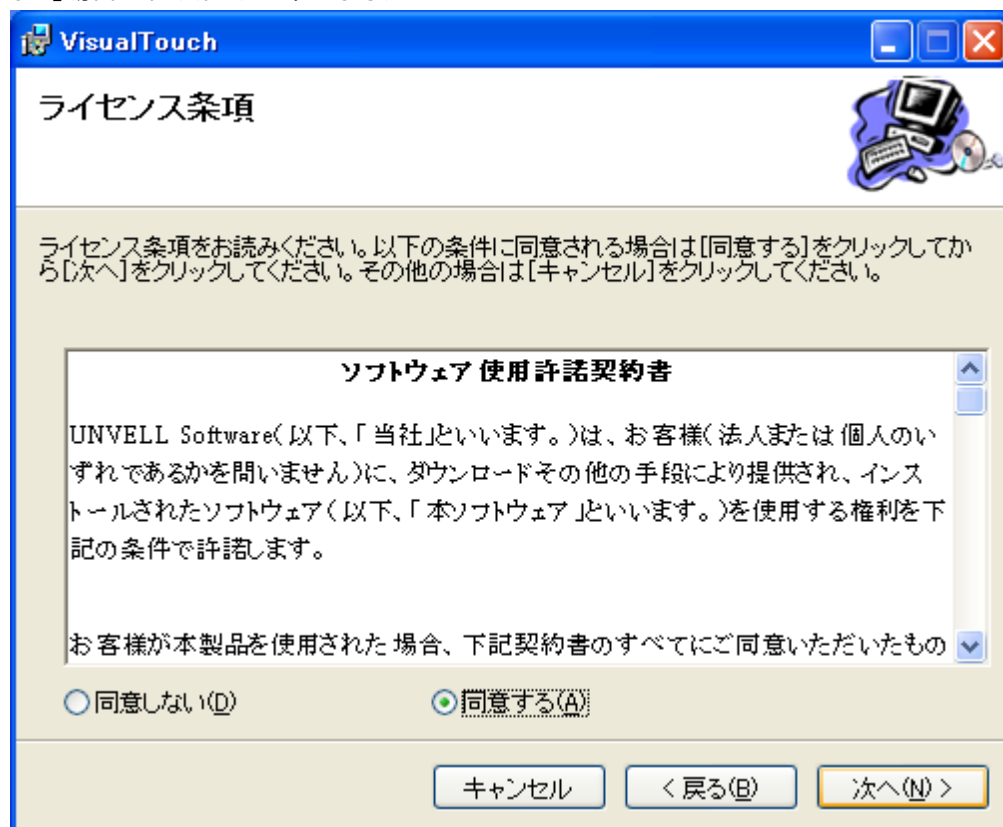 VisualTouch
ライセンス条項
ライセンス条項をお読みください。以下の条件に同意される場合は[同意する]をクリックしてか
ら[次へ]をクリックしてください。その他の場合は[キャンセル]をクリックしてください。
ソフトウェア使用許諾契約書
UNVELL Software(以下、「当社」といいます。)は、お客様(法人または個人のい
ずれであるかを問いません)に、ダウンロードその他の手段により提供され、インス
トールされたソフトウェア(以下、「本ソフトウェア」といいます。)を使用する権利を下
記の条件で許諾します。
お客様が本製品を使用された場合、下記契約書のすべてにご同意いただいたもの
同意しない(D)
同意する(A)
キャンセル
< 戻る(B)
次へ(N) >